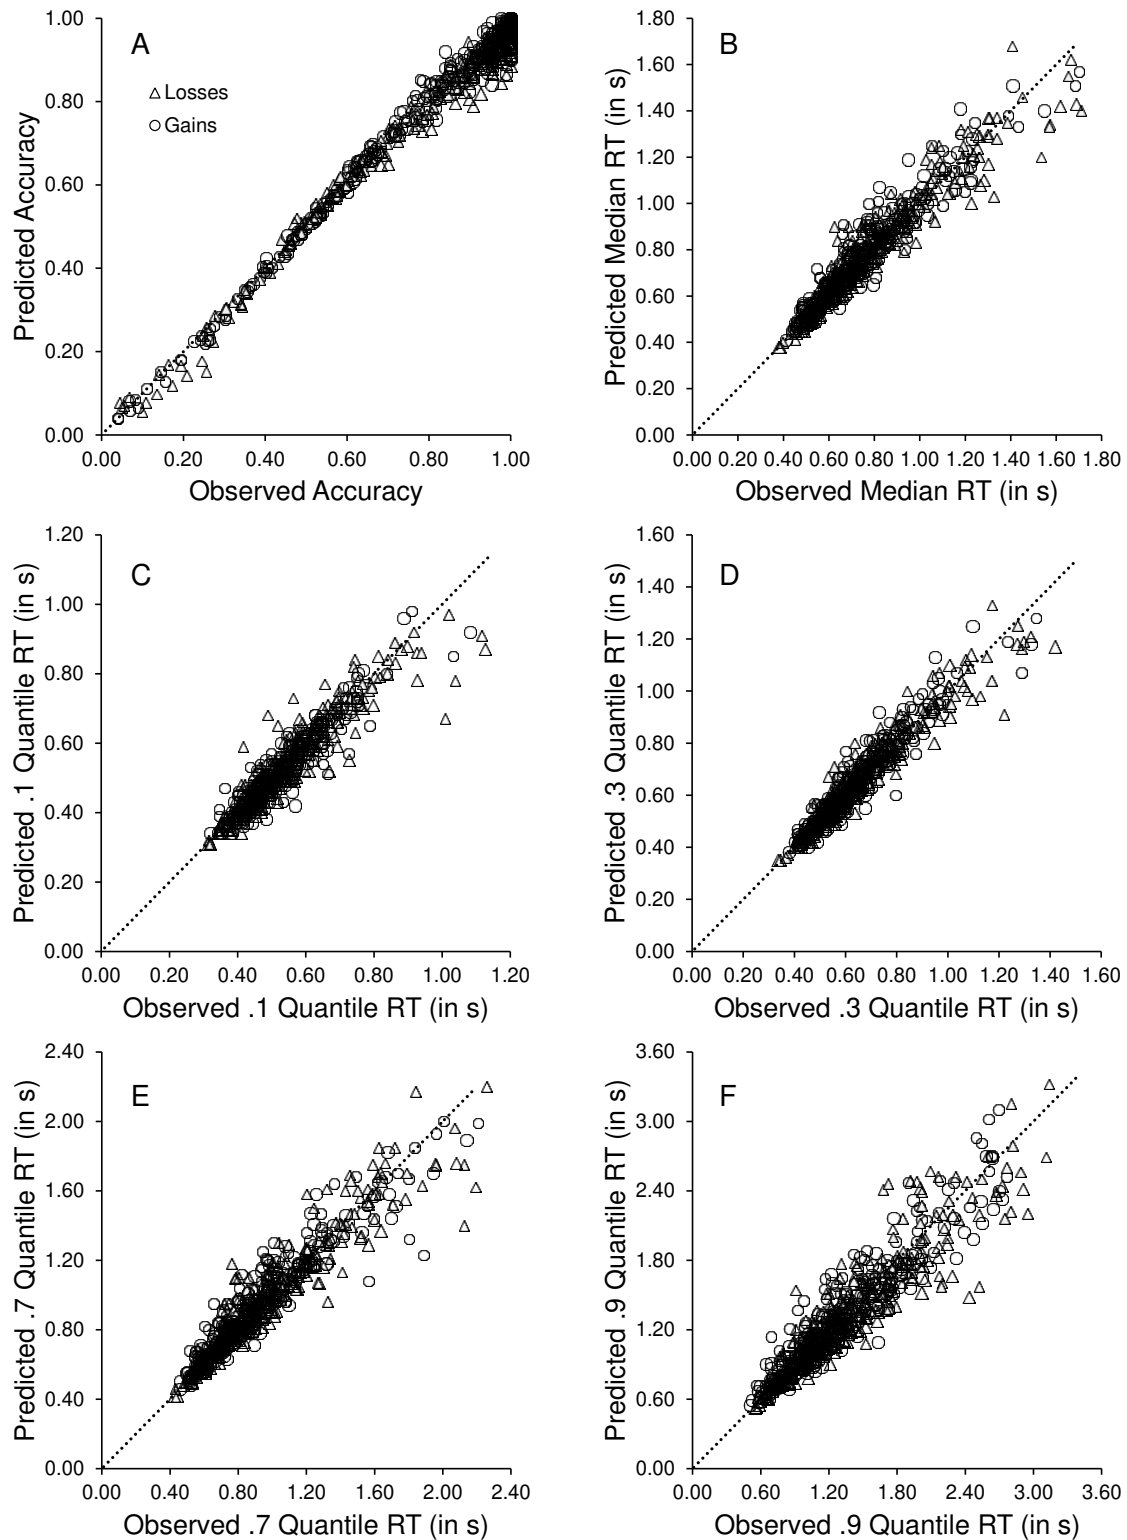 A
△ Losses
○ Gains
Predicted Accuracy
1.00
0.80
0.60
0.40
0.20
0.00
0.00 0.20 0.40 0.60 0.80 1.00
Observed Accuracy
B
Predicted Median RT (in s)
1.80
1.60
1.40
1.20
1.00
0.80
0.60
0.40
0.20
0.00
0.00 0.20 0.40 0.60 0.80 1.00 1.20 1.40 1.60 1.80
Observed Median RT (in s)
C
Predicted .1 Quantile RT (in s)
1.20
1.00
0.80
0.60
0.40
0.20
0.00
0.00 0.20 0.40 0.60 0.80 1.00 1.20
Observed .1 Quantile RT (in s)
D
Predicted .3 Quantile RT (in s)
1.60
1.40
1.20
1.00
0.80
0.60
0.40
0.20
0.00
0.00 0.20 0.40 0.60 0.80 1.00 1.20 1.40 1.60
Observed .3 Quantile RT (in s)
E
Predicted .7 Quantile RT (in s)
2.40
2.00
1.60
1.20
0.80
0.40
0.00
0.00 0.40 0.80 1.20 1.60 2.00 2.40
Observed .7 Quantile RT (in s)
F
Predicted .9 Quantile RT (in s)
3.60
3.00
2.40
1.80
1.20
0.60
0.00
0.00 0.60 1.20 1.80 2.40 3.00 3.60
Observed .9 Quantile RT (in s)